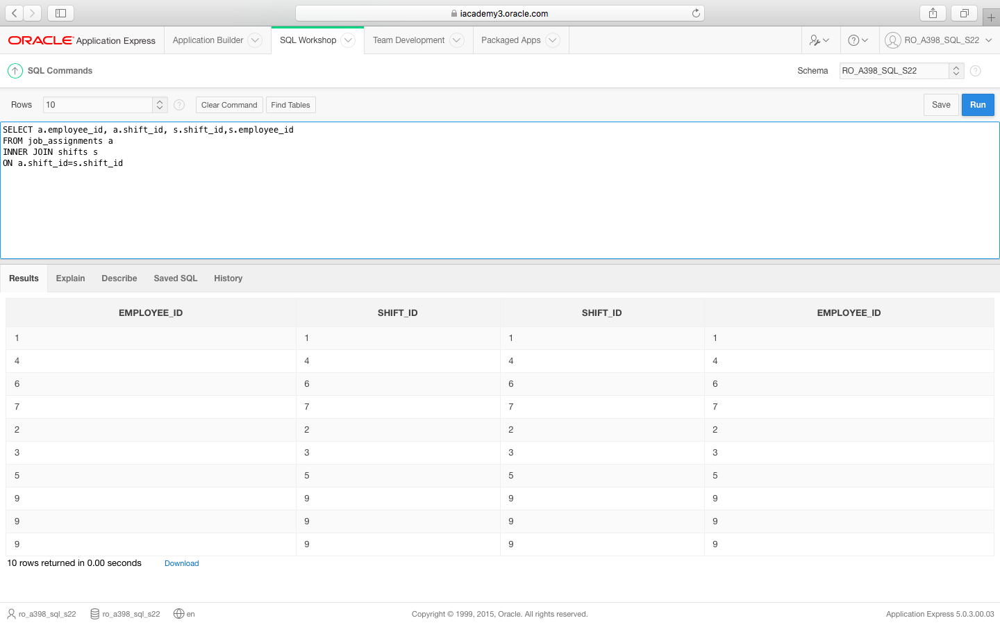 iacademy3.oracle.com
ORACLE Application Express Application Builder SQL Workshop Team Development Packaged Apps RO_A398_SQL_S22
SQL Commands Schema RO_A398_SQL_S22
Rows 10 Clear Command Find Tables Save Run
SELECT a.employee_id, a.shift_id, s.shift_id,s.employee_id
FROM job_assignments a
INNER JOIN shifts s
ON a.shift_id=s.shift_id
Results Explain Describe Saved SQL History
EMPLOYEE_ID SHIFT_ID SHIFT_ID EMPLOYEE_ID
1 1 1 1
4 4 4 4
6 6 6 6
7 7 7 7
2 2 2 2
3 3 3 3
5 5 5 5
9 9 9 9
9 9 9 9
9 9 9 9
10 rows returned in 0.00 seconds Download
ro_a398_sql_s22 ro_a398_sql_s22 en Copyright © 1999, 2015, Oracle. All rights reserved. Application Express 5.0.3.00.03